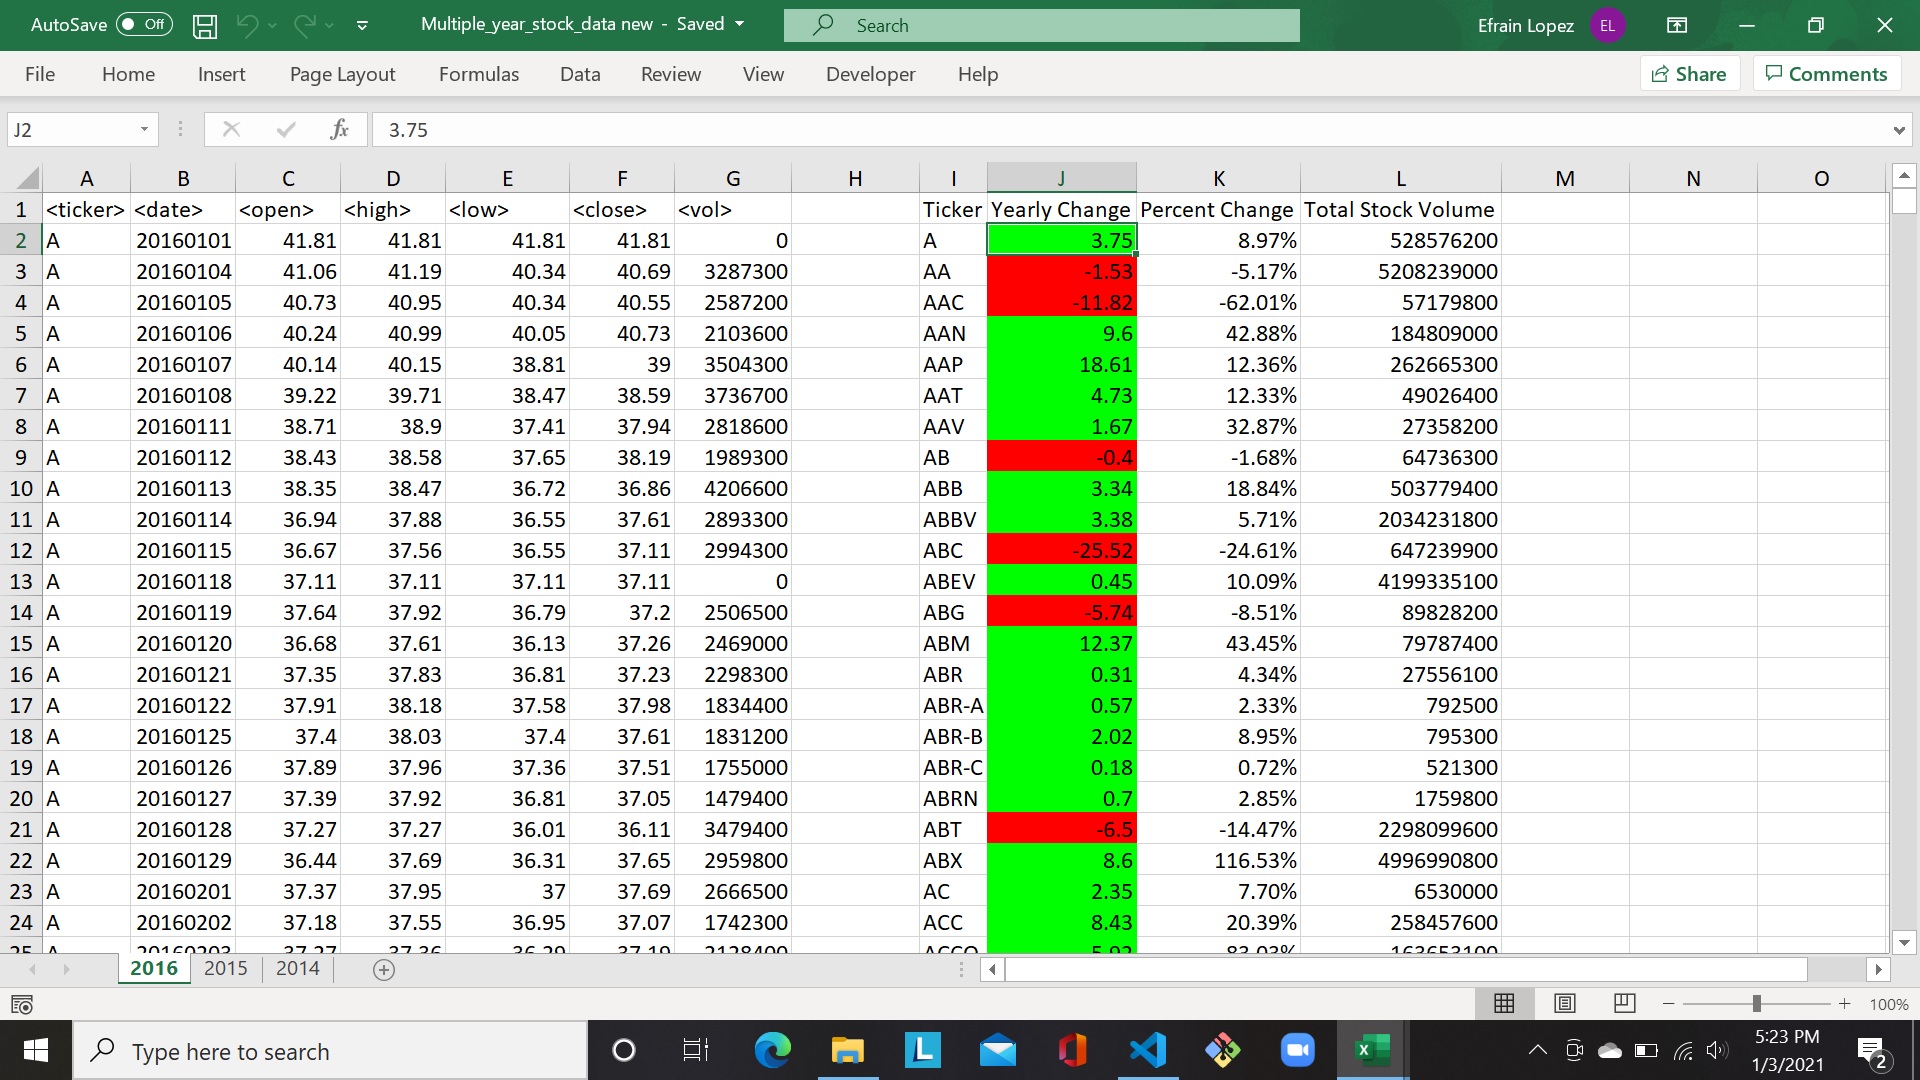 AutoSave Off Multiple_year_stock_data new - Saved Search Efrain Lopez EL
File Home Insert Page Layout Formulas Data Review View Developer Help Share Comments
J2 fx 3.75
A B C D E F G H I J K L M N O
1 <ticker> <date> <open> <high> <low> <close> <vol> Ticker Yearly Change Percent Change Total Stock Volume
2 A 20160101 41.81 41.81 41.81 41.81 0 A 3.75 8.97% 528576200
3 A 20160104 41.06 41.19 40.34 40.69 3287300 AA -1.53 -5.17% 5208239000
4 A 20160105 40.73 40.95 40.34 40.55 2587200 AAC -11.82 -62.01% 57179800
5 A 20160106 40.24 40.99 40.05 40.73 2103600 AAN 9.6 42.88% 184809000
6 A 20160107 40.14 40.15 38.81 39 3504300 AAP 18.61 12.36% 262665300
7 A 20160108 39.22 39.71 38.47 38.59 3736700 AAT 4.73 12.33% 49026400
8 A 20160111 38.71 38.9 37.41 37.94 2818600 AAV 1.67 32.87% 27358200
9 A 20160112 38.43 38.58 37.65 38.19 1989300 AB -0.4 -1.68% 64736300
10 A 20160113 38.35 38.47 36.72 36.86 4206600 ABB 3.34 18.84% 503779400
11 A 20160114 36.94 37.88 36.55 37.61 2893300 ABBV 3.38 5.71% 2034231800
12 A 20160115 36.67 37.56 36.55 37.11 2994300 ABC -25.52 -24.61% 647239900
13 A 20160118 37.11 37.11 37.11 37.11 0 ABEV 0.45 10.09% 4199335100
14 A 20160119 37.64 37.92 36.79 37.2 2506500 ABG -5.74 -8.51% 89828200
15 A 20160120 36.68 37.61 36.13 37.26 2469000 ABM 12.37 43.45% 79787400
16 A 20160121 37.35 37.83 36.81 37.23 2298300 ABR 0.31 4.34% 27556100
17 A 20160122 37.91 38.18 37.58 37.98 1834400 ABR-A 0.57 2.33% 792500
18 A 20160125 37.4 38.03 37.4 37.61 1831200 ABR-B 2.02 8.95% 795300
19 A 20160126 37.89 37.96 37.36 37.51 1755000 ABR-C 0.18 0.72% 521300
20 A 20160127 37.39 37.92 36.81 37.05 1479400 ABRN 0.7 2.85% 1759800
21 A 20160128 37.27 37.27 36.01 36.11 3479400 ABT -6.5 -14.47% 2298099600
22 A 20160129 36.44 37.69 36.31 37.65 2959800 ABX 8.6 116.53% 4996990800
23 A 20160201 37.37 37.95 37 37.69 2666500 AC 2.35 7.70% 6530000
24 A 20160202 37.18 37.55 36.95 37.07 1742300 ACC 8.43 20.39% 258457600
25 A 20160203
2016 2015 2014
100%
Type here to search 5:23 PM
1/3/2021 2